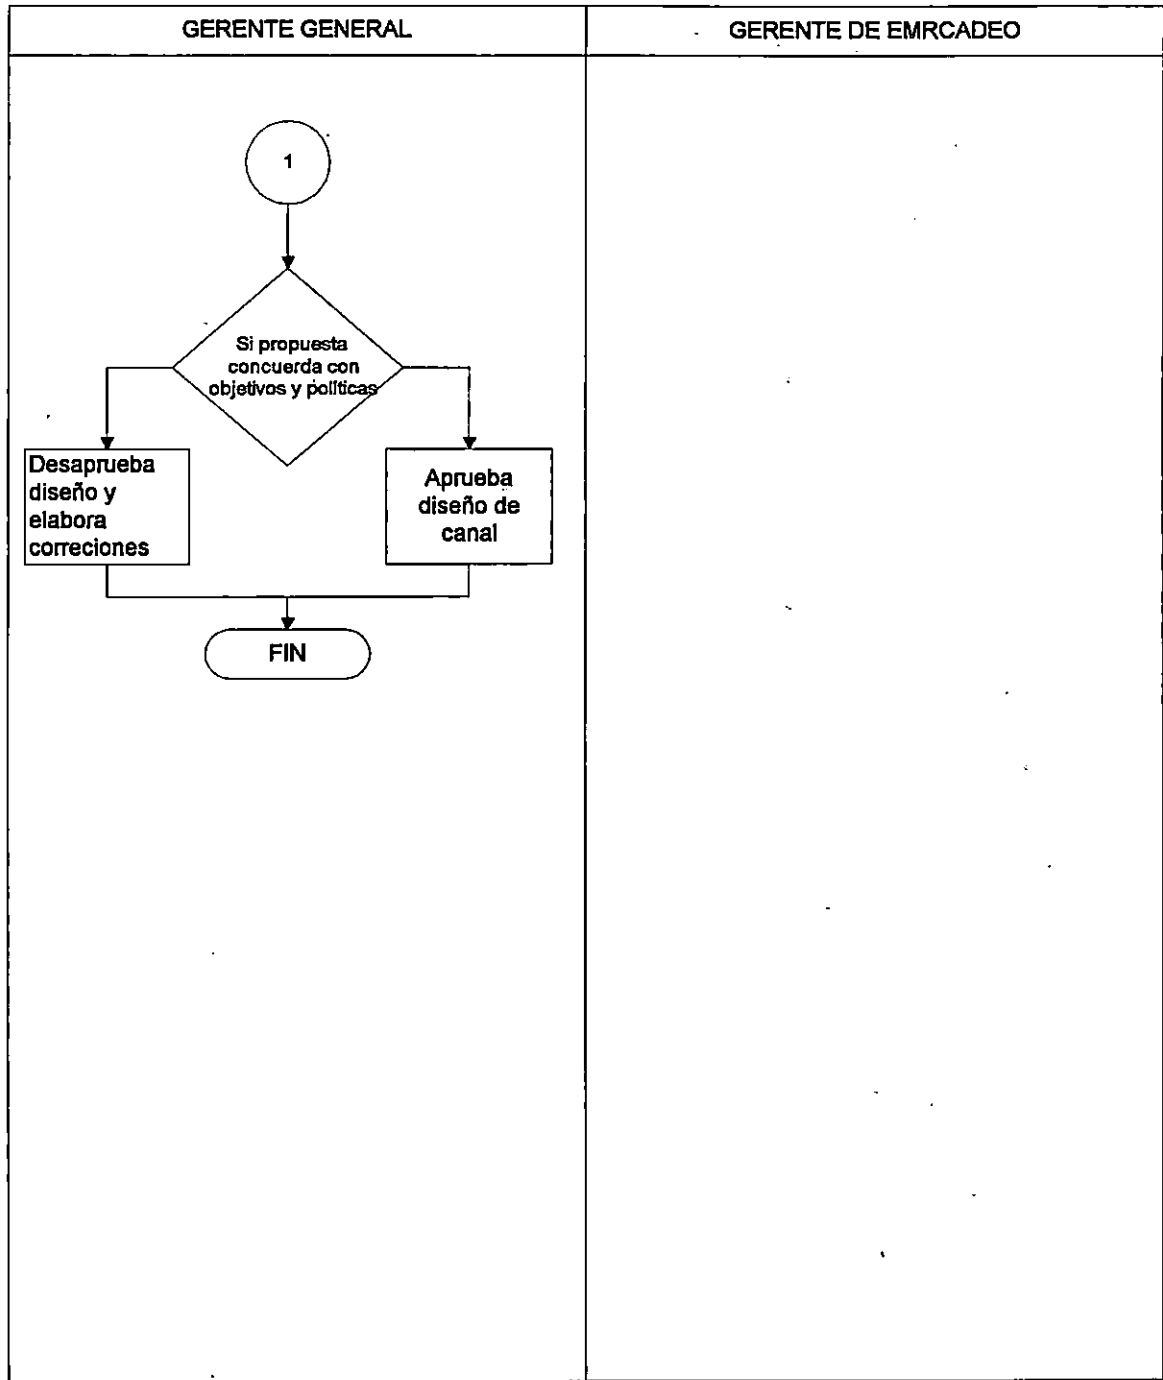 GERENTE GENERAL
GERENTE DE EMRCADEO
1
Si propuesta
concuerda con
objetivos y políticas
Desaprueba
diseño y
elabora
correciones
Aprueba
diseño de
canal
FIN